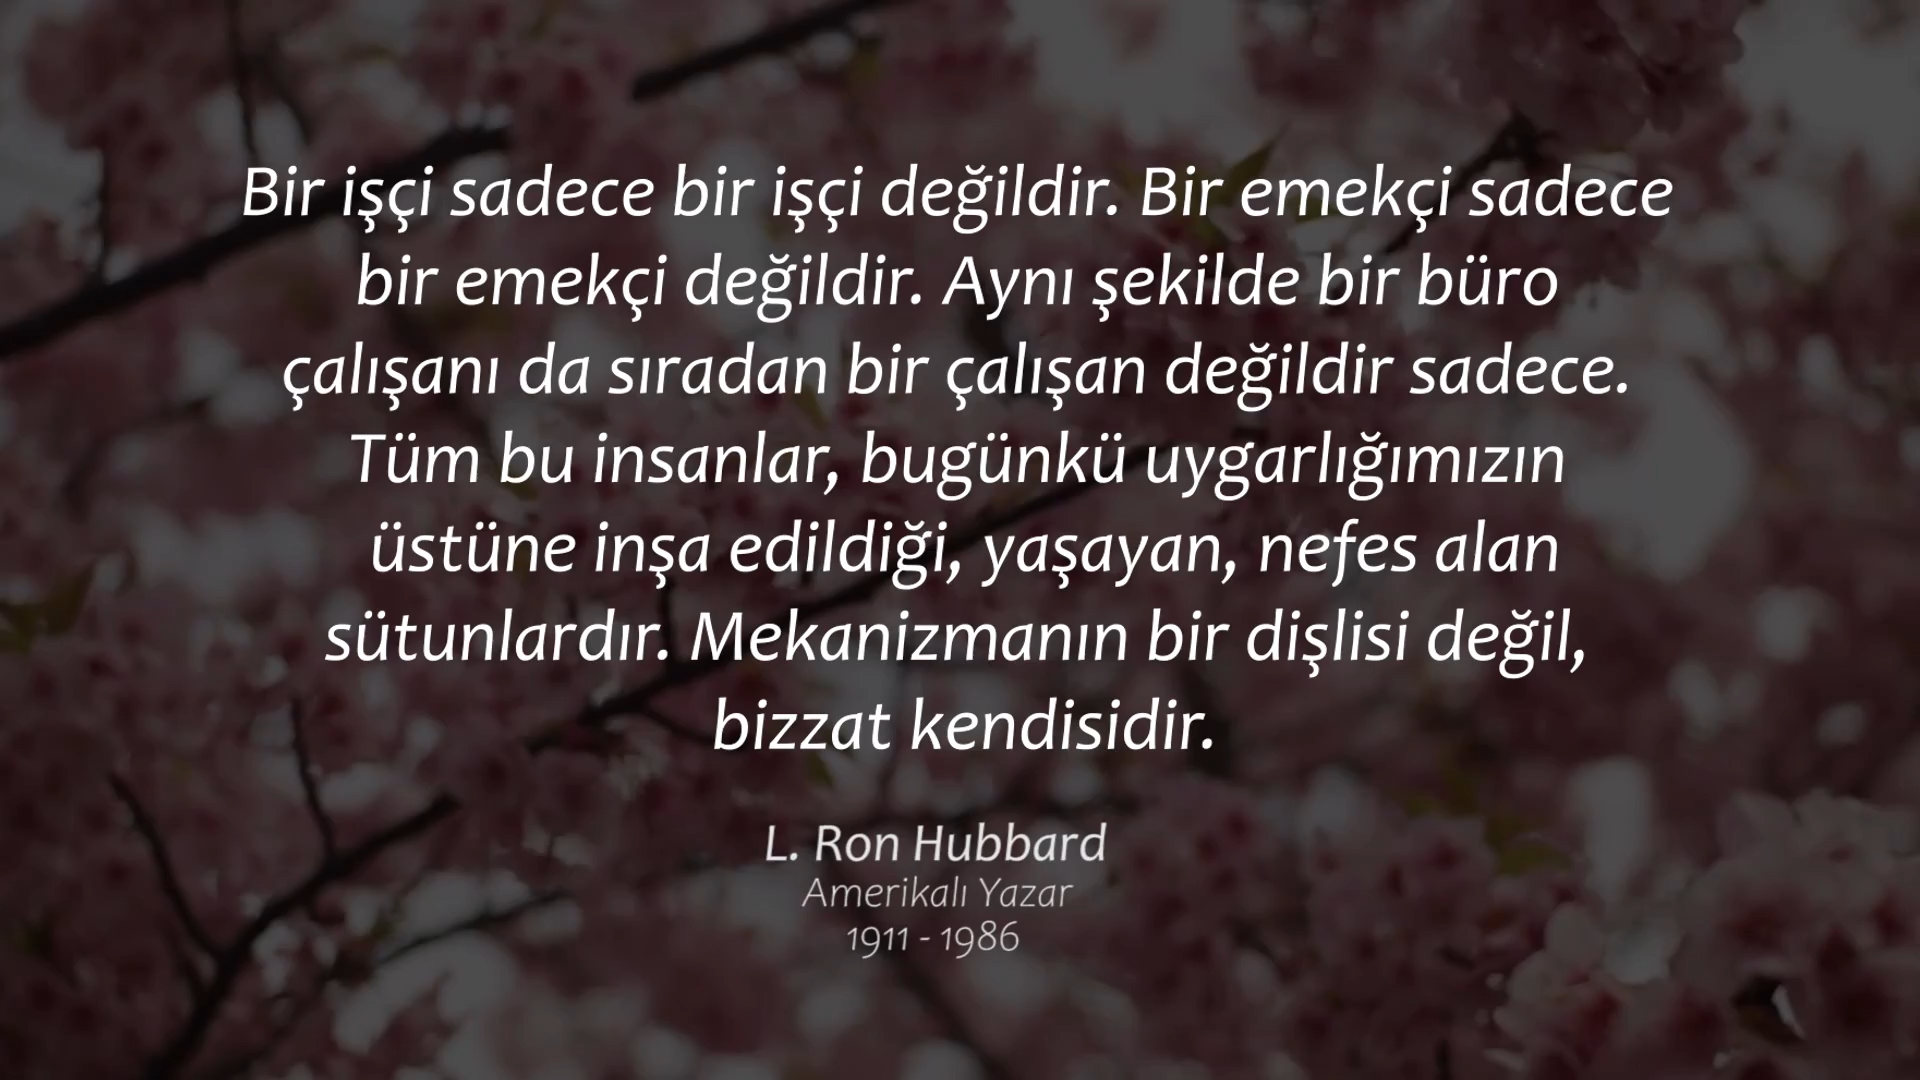 Bir işçi sadece bir işçi değildir. Bir emekçi sadece
bir emekçi değildir. Aynı şekilde bir büro
çalışanı da sıradan bir çalışan değildir sadece.
Tüm bu insanlar, bugünkü uygarlığımızın
üstüne inşa edildiği, yaşayan, nefes alan
sütunlardır. Mekanizmanın bir dişlisi değil,
bizzat kendisidir.
L. Ron Hubbard
Amerikalı Yazar
1911 - 1986